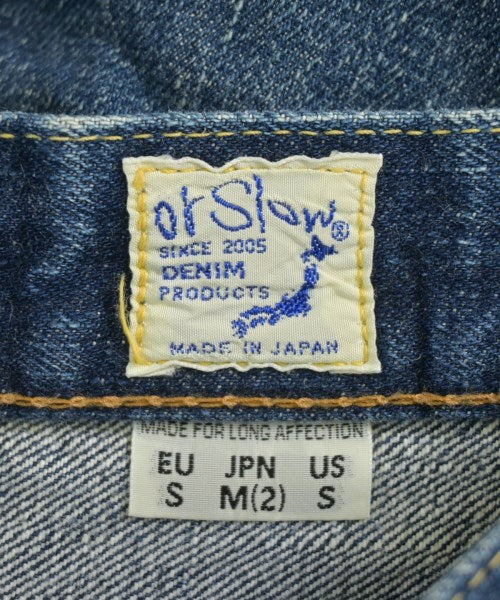 orSlow®
SINCE 2005
DENIM
PRODUCTS
MADE IN JAPAN
MADE FOR LONG AFFECTION
EU JPN US
S M(2) S